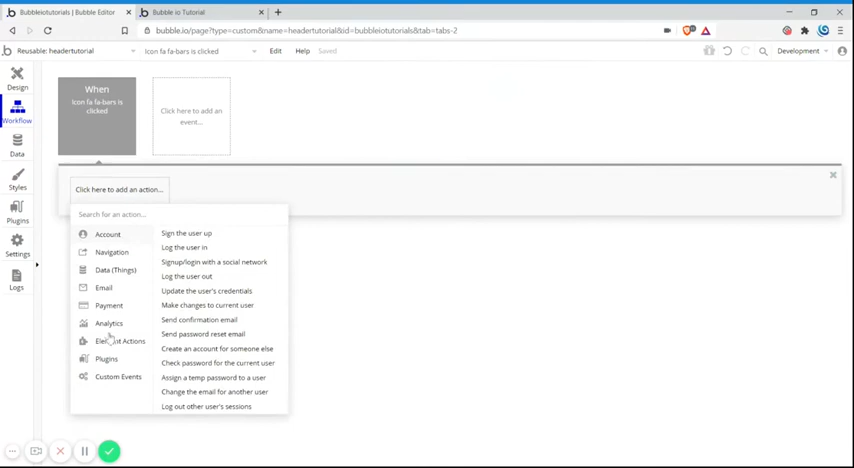 Bubbleiotutorials | Bubble Editor
Bubble io Tutorial
bubble.io/page?type=custom&name=headertutorial&id=bubbleiotutorials&tab=tabs-2
Reusable: headertutorial
Icon fa fa-bars is clicked
Edit
Help
Saved
Development
Design
Workflow
Data
Styles
Plugins
Settings
Logs
When
Icon fa fa-bars is
clicked
Click here to add an
event...
Click here to add an action...
Search for an action...
Account
Navigation
Data (Things)
Email
Payment
Analytics
Element Actions
Plugins
Custom Events
Sign the user up
Log the user in
Signup/login with a social network
Log the user out
Update the user's credentials
Make changes to current user
Send confirmation email
Send password reset email
Create an account for someone else
Check password for the current user
Assign a temp password to a user
Change the email for another user
Log out other user's sessions